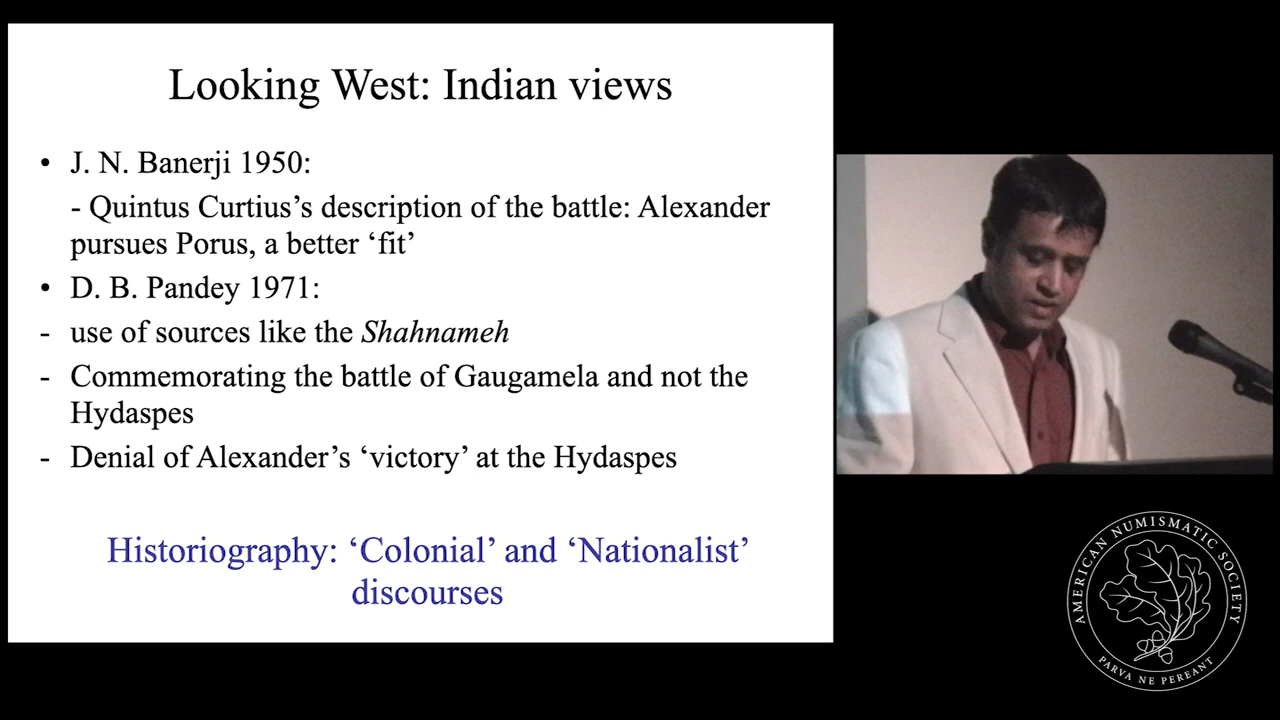 Looking West: Indian views
• J. N. Banerji 1950:
- Quintus Curtius’s description of the battle: Alexander
pursues Porus, a better ‘fit’
• D. B. Pandey 1971:
- use of sources like the Shahnameh
- Commemorating the battle of Gaugamela and not the
Hydaspes
- Denial of Alexander’s ‘victory’ at the Hydaspes
Historiography: ‘Colonial’ and ‘Nationalist’
discourses
AMERICAN NUMISMATIC SOCIETY
PARVA NE PEREANT